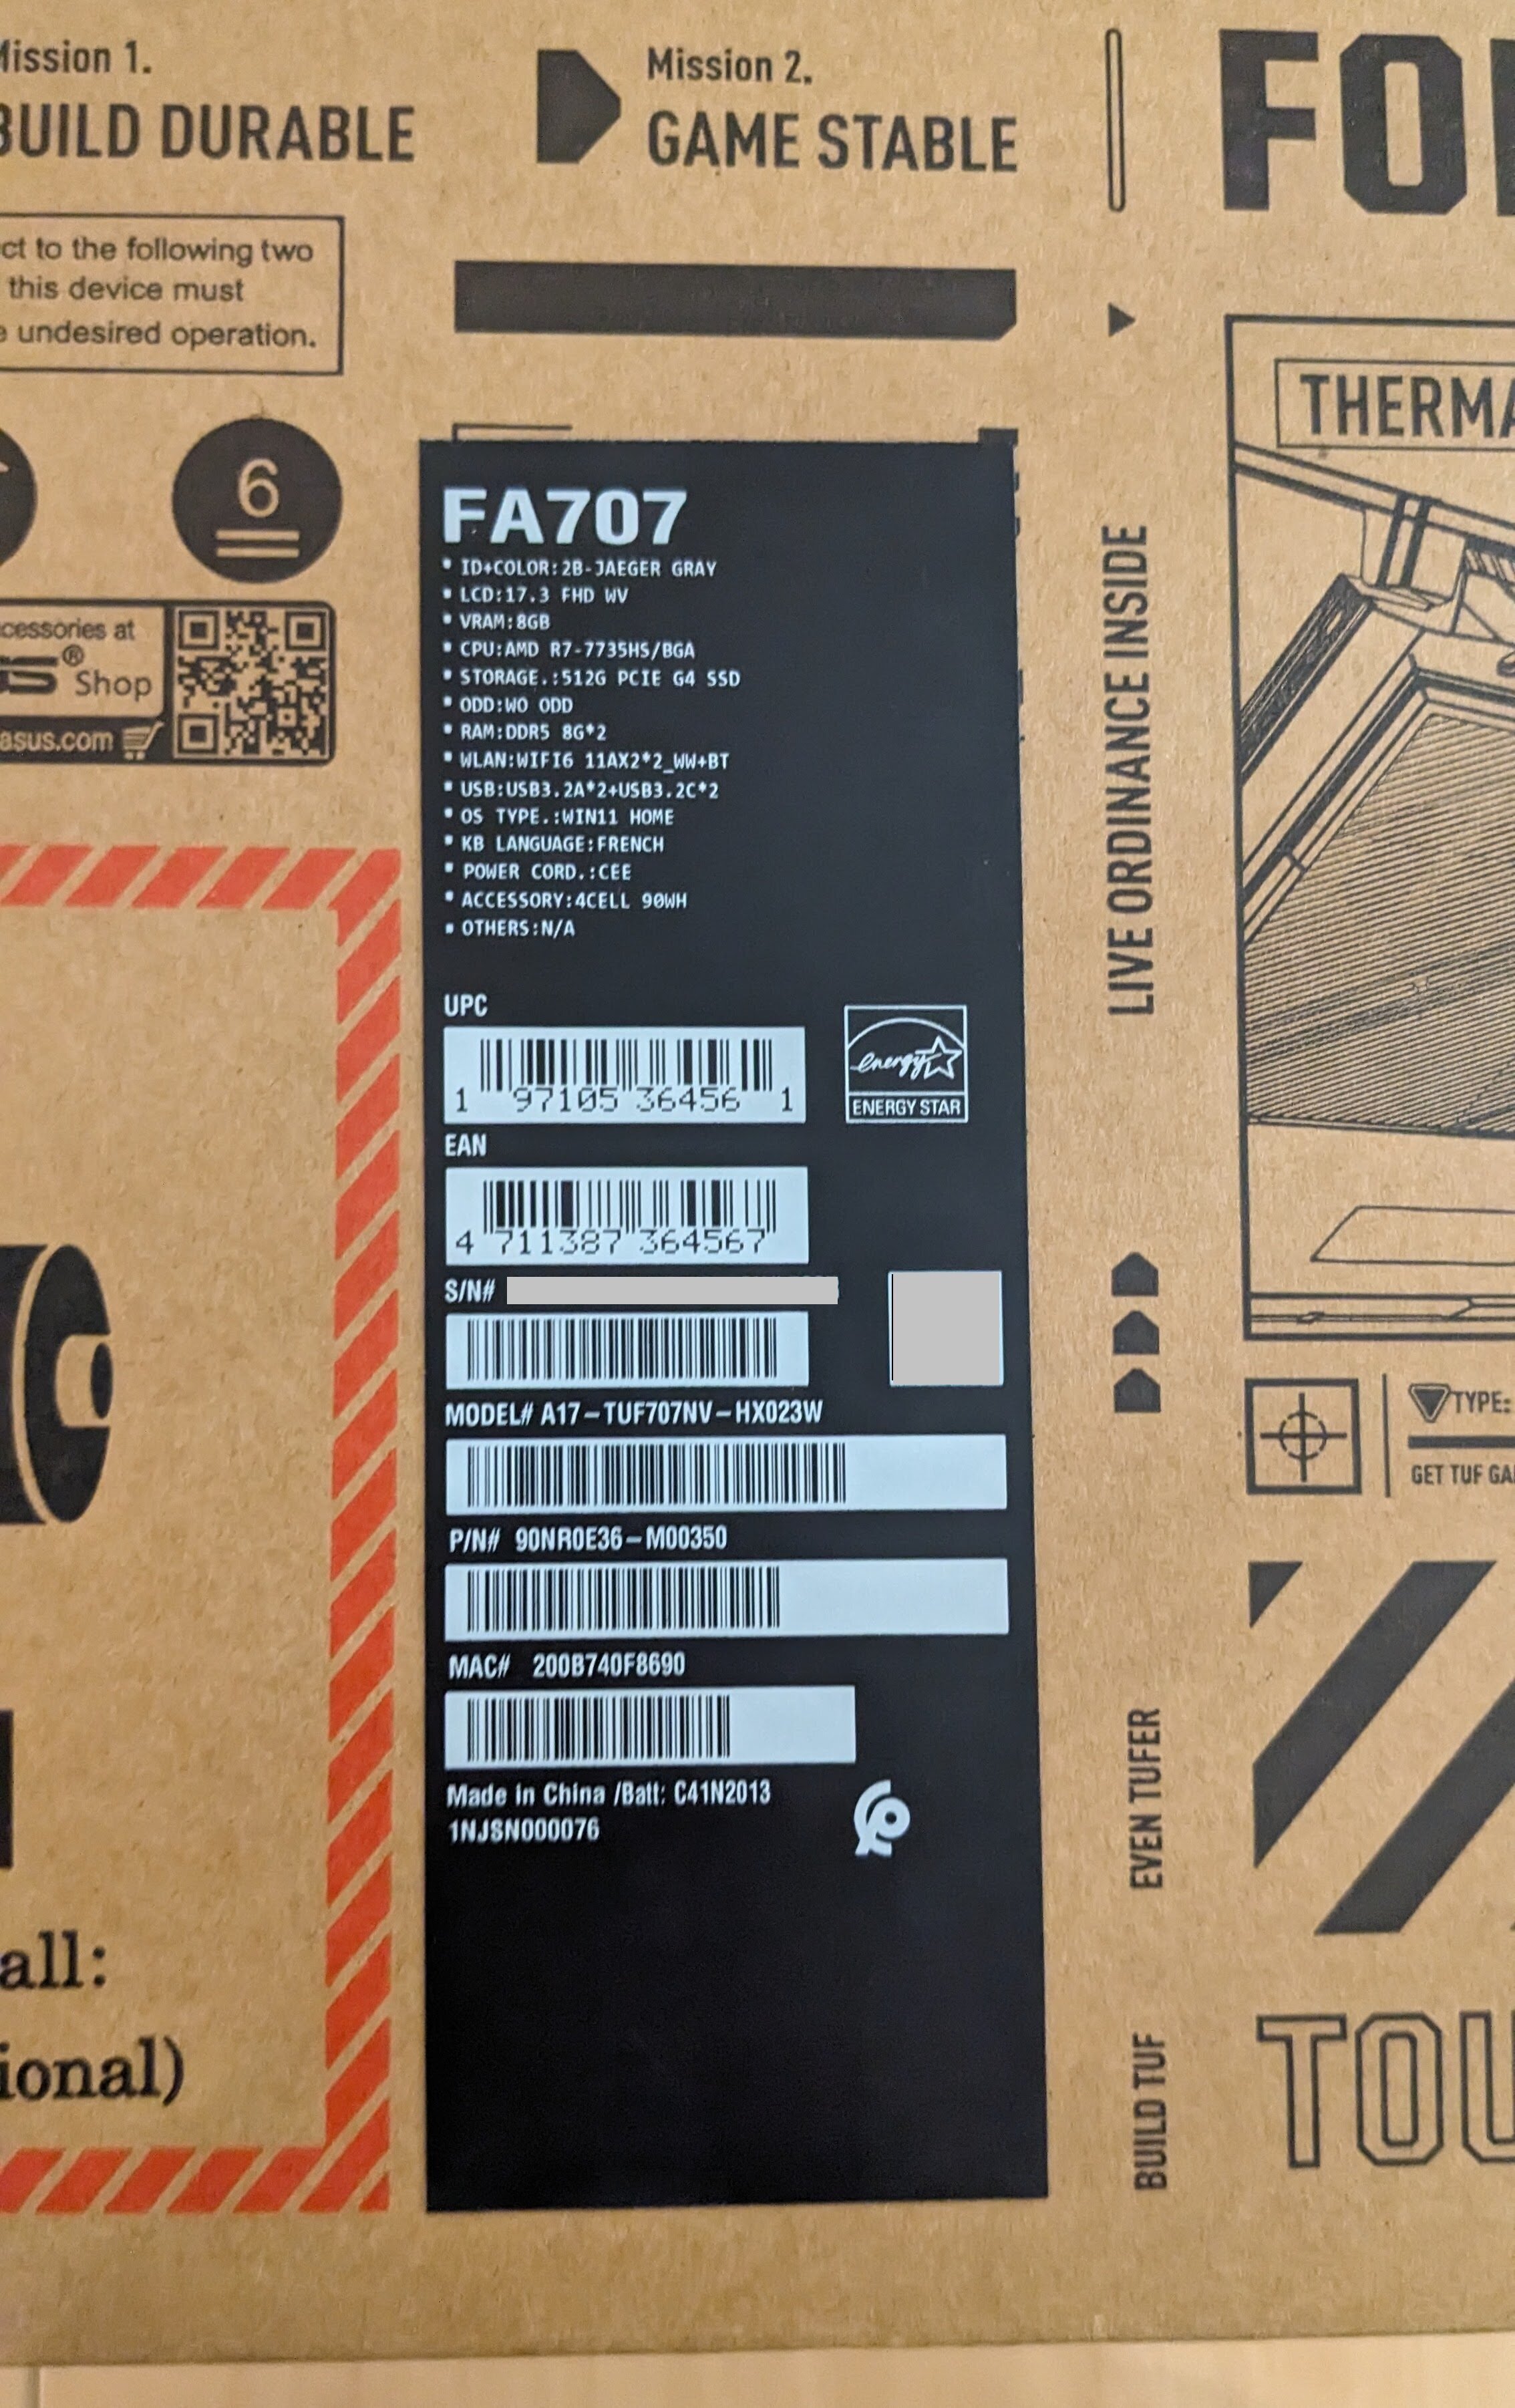 Mission 1.
BUILD DURABLE
Mission 2.
GAME STABLE
ct to the following two
this device must
undesired operation.
6
cessories at
® Shop
asus.com
all:
ional)
FA707
ID+COLOR:2B-JAEGER GRAY
LCD:17.3 FHD WV
VRAM:8GB
CPU:AMD R7-7735HS/BGA
STORAGE.:512G PCIE G4 SSD
ODD:WO ODD
RAM:DDR5 8G*2
WLAN:WIFI6 11AX2*2_WW+BT
USB:USB3.2A*2+USB3.2C*2
OS TYPE.:WIN11 HOME
KB LANGUAGE:FRENCH
POWER CORD.:CEE
ACCESSORY:4CELL 90WH
OTHERS:N/A
UPC
1 97105 36456 1
energy
ENERGY STAR
EAN
4 711387 364567
S/N#
MODEL# A17-TUF707NV-HX023W
P/N# 90NR0E36-M00350
MAC# 200B740F8690
Made in China /Batt: C41N2013
1NJSN000076
LIVE ORDINANCE INSIDE
EVEN TUFER
BUILD TUF
FO
THERMA
TYPE:
GET TUF GA
TOU